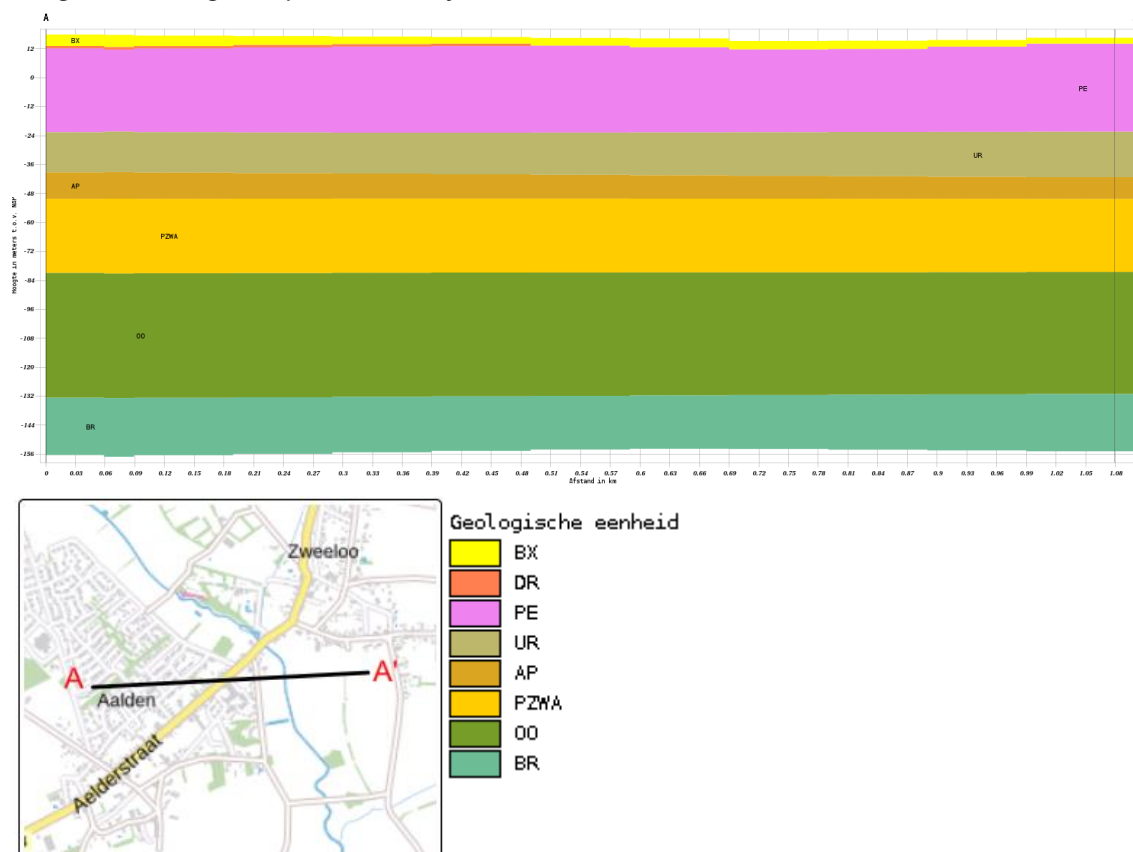 A
BX
PE
UR
AP
PZWA
OO
BR
12
0
-12
-24
-36
-48
-60
-72
-84
-96
-108
-120
-132
-144
-156
Hoogte in meters t.o.v. NAP
0 0.03 0.06 0.09 0.12 0.15 0.18 0.21 0.24 0.27 0.3 0.33 0.36 0.39 0.42 0.45 0.48 0.51 0.54 0.57 0.6 0.63 0.66 0.69 0.72 0.75 0.78 0.81 0.84 0.87 0.9 0.93 0.96 0.99 1.02 1.05 1.08
Afstand in km
Zweeloo
A
A'
Aalden
Aelderstraat
Geologische eenheid
BX
DR
PE
UR
AP
PZWA
OO
BR